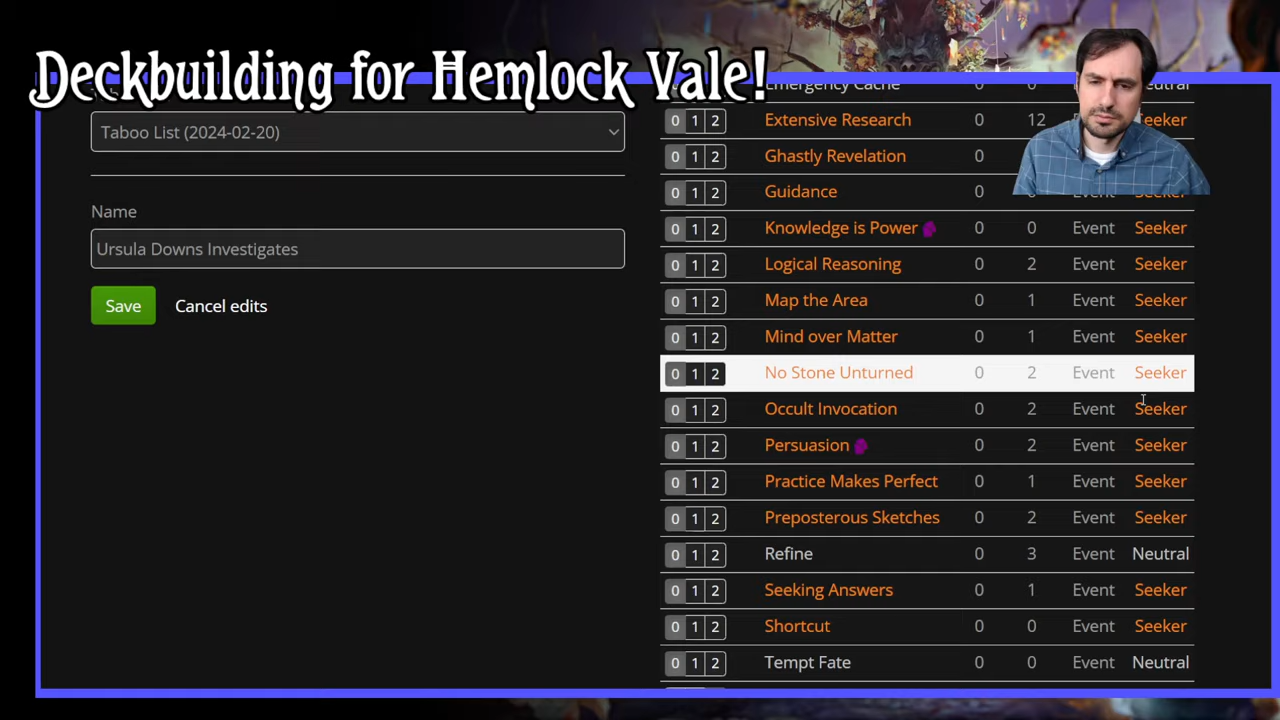 Deckbuilding for Hemlock Vale!
Taboo List (2024-02-20)
Name
Ursula Downs Investigates
Save Cancel edits
Emergency Cache 0 0 Neutral
0 1 2 Extensive Research 0 12 Seeker
0 1 2 Ghastly Revelation 0
0 1 2 Guidance 0 Seeker
0 1 2 Knowledge is Power 0 0 Event Seeker
0 1 2 Logical Reasoning 0 2 Event Seeker
0 1 2 Map the Area 0 1 Event Seeker
0 1 2 Mind over Matter 0 1 Event Seeker
0 1 2 No Stone Unturned 0 2 Event Seeker
0 1 2 Occult Invocation 0 2 Event Seeker
0 1 2 Persuasion 0 2 Event Seeker
0 1 2 Practice Makes Perfect 0 1 Event Seeker
0 1 2 Preposterous Sketches 0 2 Event Seeker
0 1 2 Refine 0 3 Event Neutral
0 1 2 Seeking Answers 0 1 Event Seeker
0 1 2 Shortcut 0 0 Event Seeker
0 1 2 Tempt Fate 0 0 Event Neutral